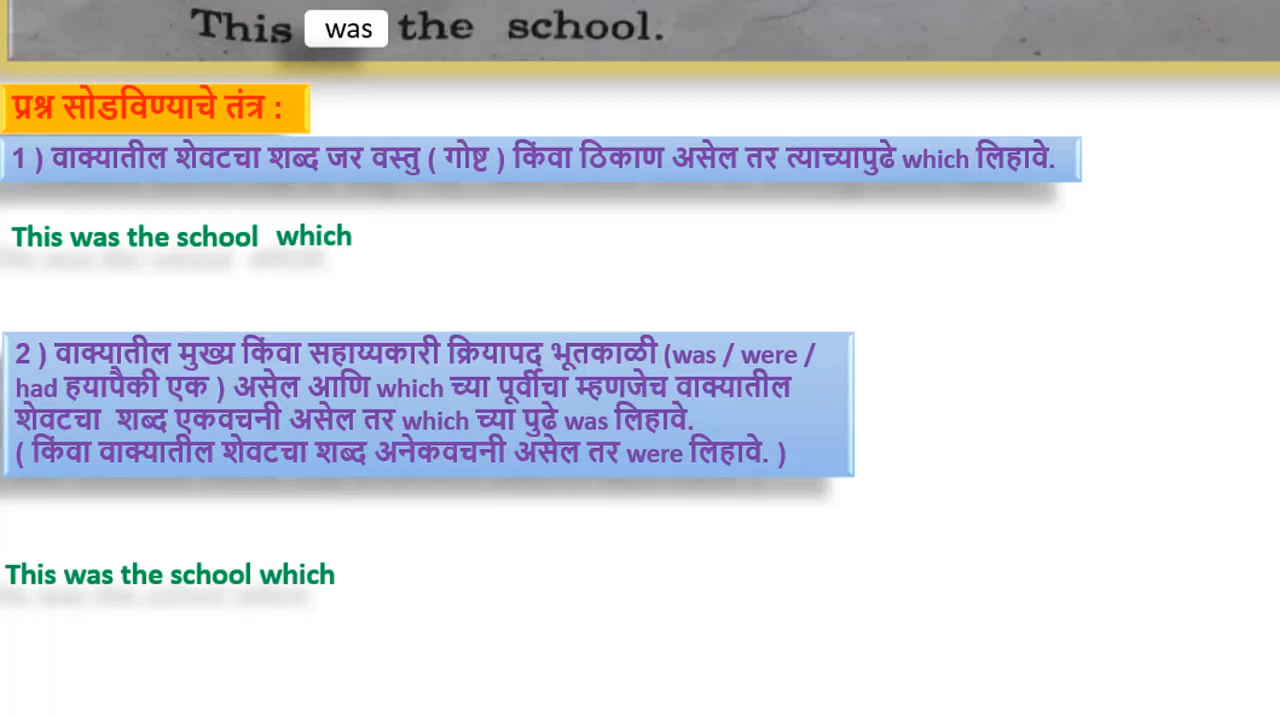 This was the school.
प्रश्न सोडविण्याचे तंत्र :
1 ) वाक्यातील शेवटचा शब्द जर वस्तु ( गोष्ट ) किंवा ठिकाण असेल तर त्याच्यापुढे which लिहावे.
This was the school which
2 ) वाक्यातील मुख्य किंवा सहाय्यकारी क्रियापद भूतकाळी (was / were /
had हयापैकी एक ) असेल आणि which च्या पूर्वीचा म्हणजेच वाक्यातील
शेवटचा शब्द एकवचनी असेल तर which च्या पुढे was लिहावे.
( किंवा वाक्यातील शेवटचा शब्द अनेकवचनी असेल तर were लिहावे. )
This was the school which